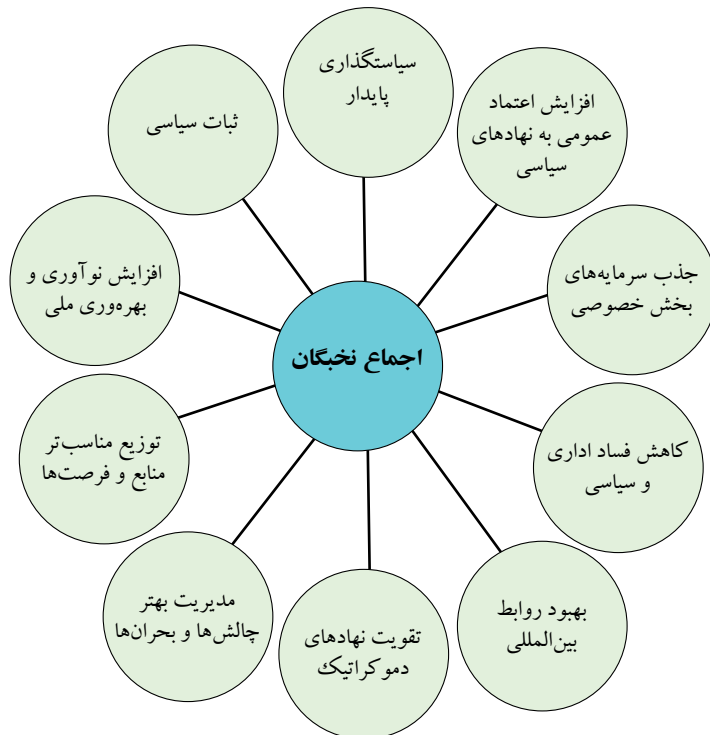 سیاستگذاری
پایدار
افزایش اعتماد
عمومی به نهادهای
سیاسی
جذب سرمایه‌های
بخش خصوصی
کاهش فساد اداری
و سیاسی
بهبود روابط
بین‌المللی
تقویت نهادهای
دموکراتیک
مدیریت بهتر
چالش‌ها و بحران‌ها
توزیع مناسب‌تر
منابع و فرصت‌ها
افزایش نوآوری و
بهره‌وری ملی
ثبات سیاسی
اجماع نخبگان